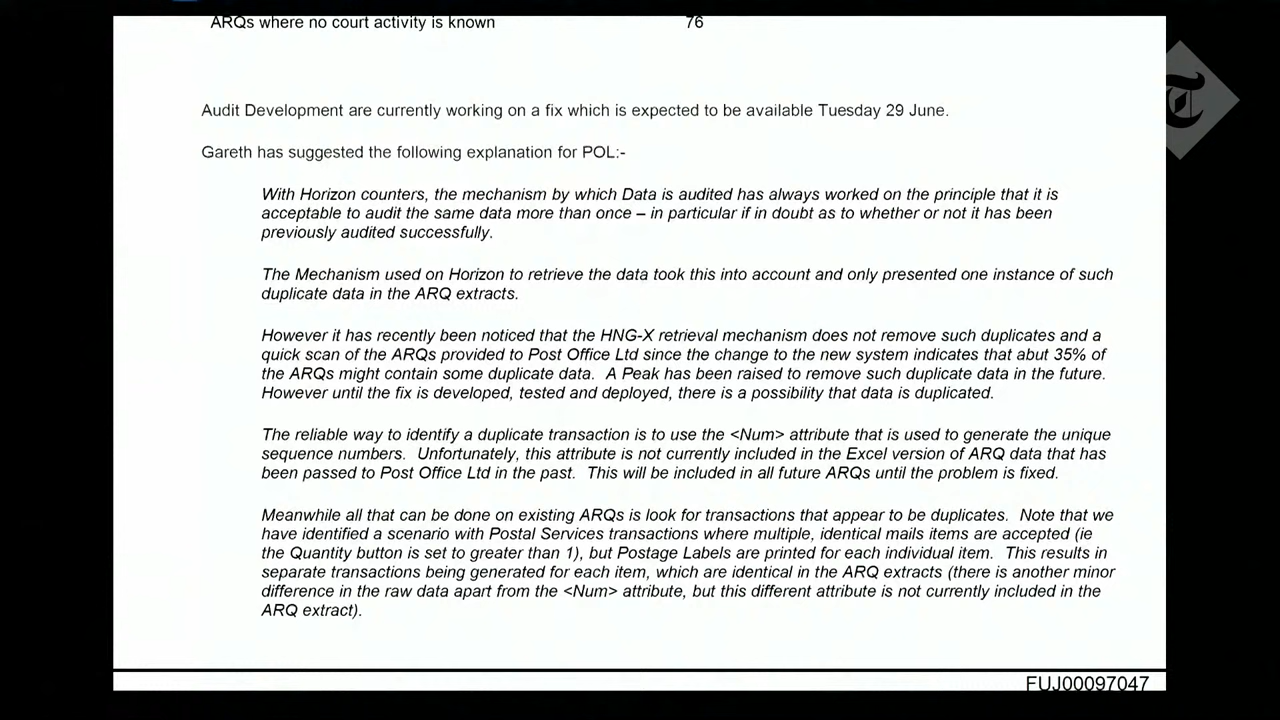 ARQs where no court activity is known 76
Audit Development are currently working on a fix which is expected to be available Tuesday 29 June.
Gareth has suggested the following explanation for POL:-
With Horizon counters, the mechanism by which Data is audited has always worked on the principle that it is
acceptable to audit the same data more than once – in particular if in doubt as to whether or not it has been
previously audited successfully.
The Mechanism used on Horizon to retrieve the data took this into account and only presented one instance of such
duplicate data in the ARQ extracts.
However it has recently been noticed that the HNG-X retrieval mechanism does not remove such duplicates and a
quick scan of the ARQs provided to Post Office Ltd since the change to the new system indicates that abut 35% of
the ARQs might contain some duplicate data. A Peak has been raised to remove such duplicate data in the future.
However until the fix is developed, tested and deployed, there is a possibility that data is duplicated.
The reliable way to identify a duplicate transaction is to use the <Num> attribute that is used to generate the unique
sequence numbers. Unfortunately, this attribute is not currently included in the Excel version of ARQ data that has
been passed to Post Office Ltd in the past. This will be included in all future ARQs until the problem is fixed.
Meanwhile all that can be done on existing ARQs is look for transactions that appear to be duplicates. Note that we
have identified a scenario with Postal Services transactions where multiple, identical mails items are accepted (ie
the Quantity button is set to greater than 1), but Postage Labels are printed for each individual item. This results in
separate transactions being generated for each item, which are identical in the ARQ extracts (there is another minor
difference in the raw data apart from the <Num> attribute, but this different attribute is not currently included in the
ARQ extract).
FUJ00097047
T